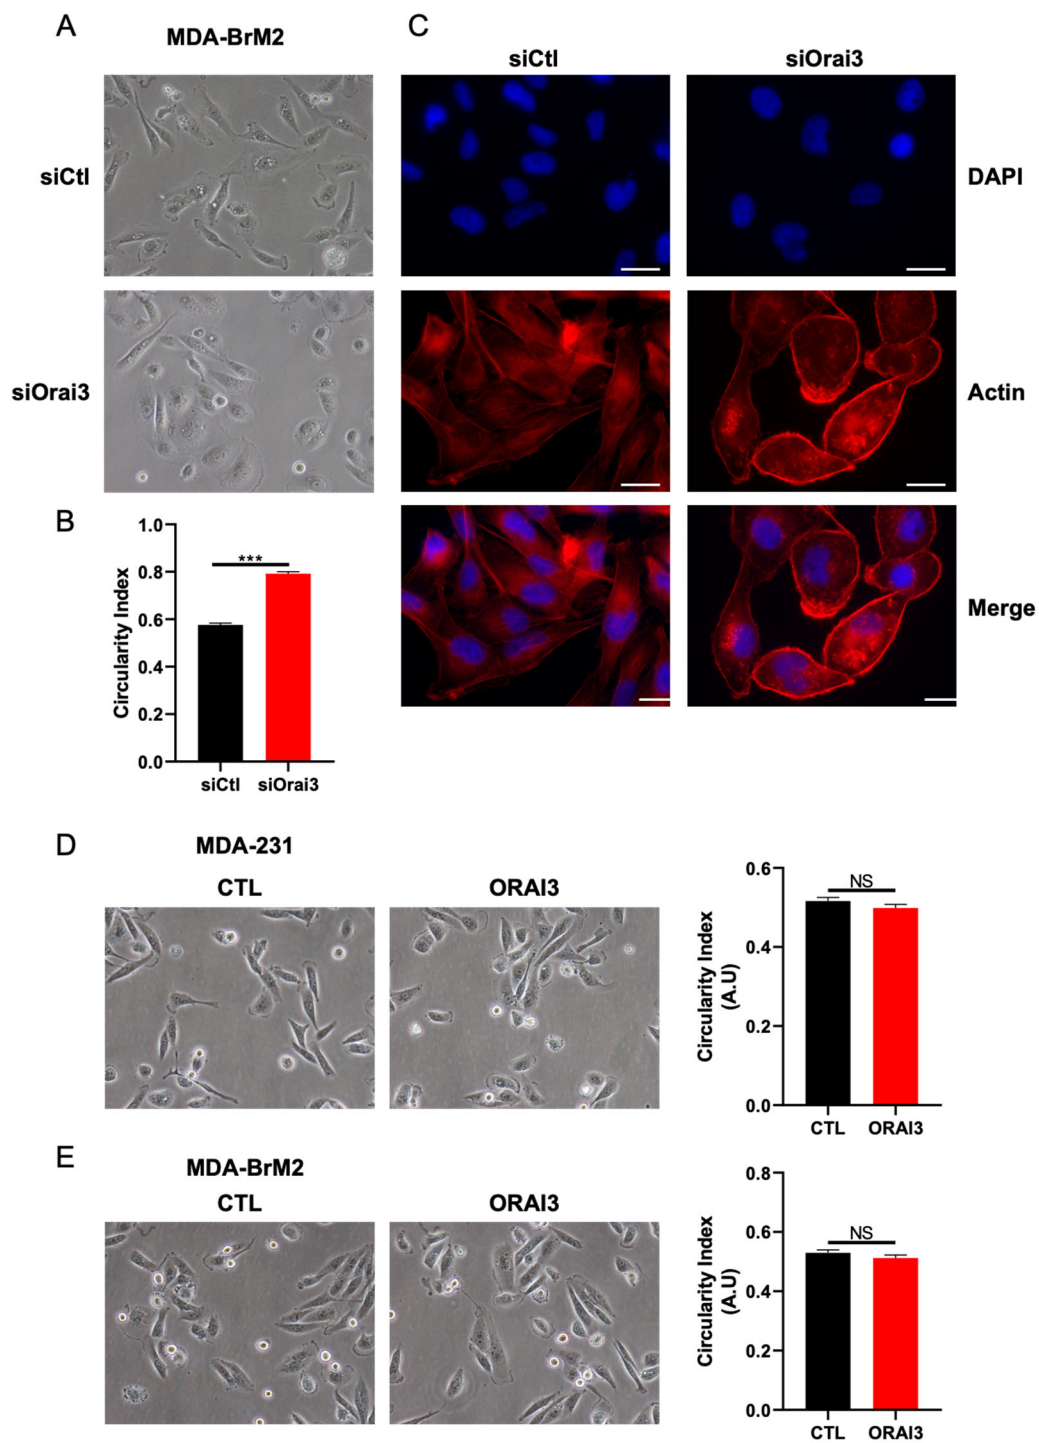 A
MDA-BrM2
siCtl
siOrai3
C
siCtl
siOrai3
DAPI
Actin
Merge
B
Circularity Index
1.0
0.8
0.6
0.4
0.2
0.0
***
siCtl
siOrai3
D
MDA-231
CTL
ORAI3
Circularity Index
(A.U)
0.6
0.4
0.2
0.0
NS
CTL
ORAI3
E
MDA-BrM2
CTL
ORAI3
Circularity Index
(A.U)
0.8
0.6
0.4
0.2
0.0
NS
CTL
ORAI3